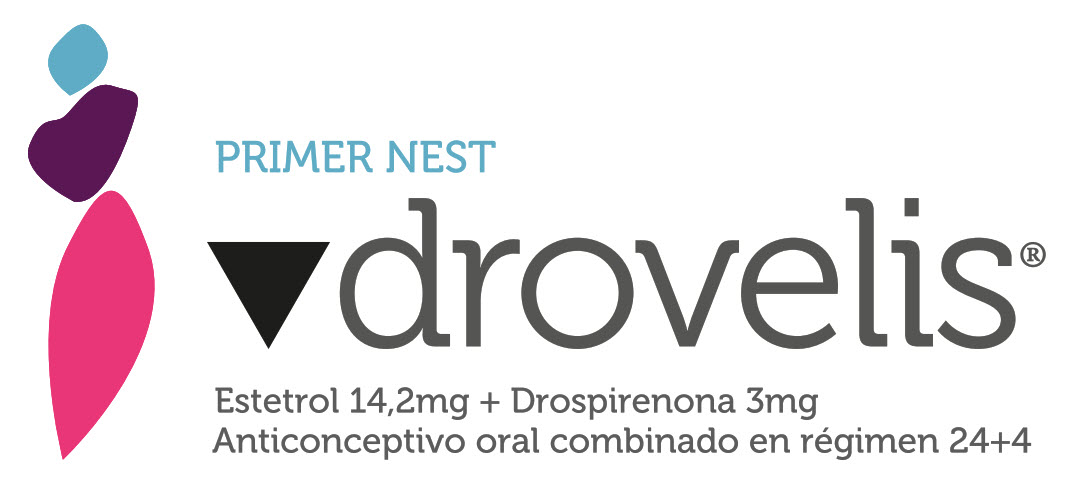 PRIMER NEST
drovelis®
Estetrol 14,2mg + Drospirenona 3mg
Anticonceptivo oral combinado en régimen 24+4